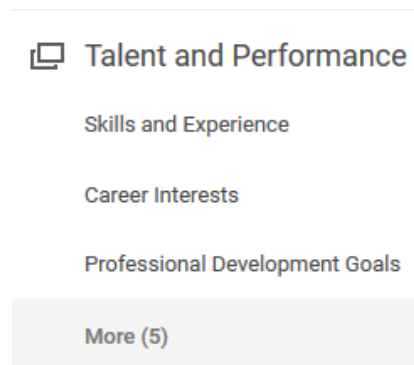 Talent and Performance
Skills and Experience
Career Interests
Professional Development Goals
More (5)